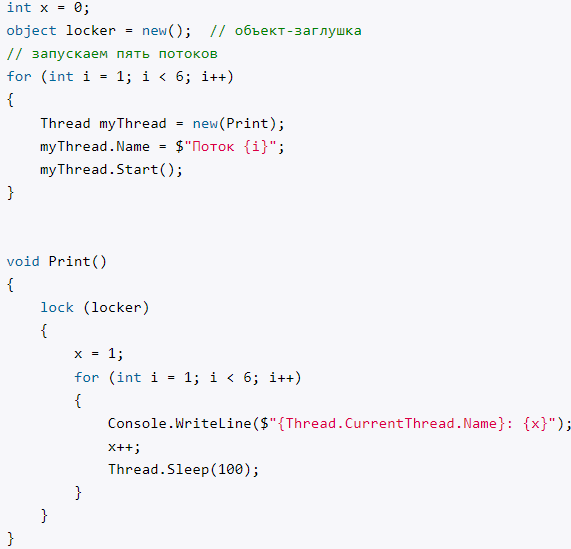 int x = 0;
object locker = new();  // объект-заглушка
// запускаем пять потоков
for (int i = 1; i < 6; i++)
{
    Thread myThread = new(Print);
    myThread.Name = $"Поток {i}";
    myThread.Start();
}
void Print()
{
    lock (locker)
    {
        x = 1;
        for (int i = 1; i < 6; i++)
        {
            Console.WriteLine($"{Thread.CurrentThread.Name}: {x}");
            x++;
            Thread.Sleep(100);
        }
    }
}